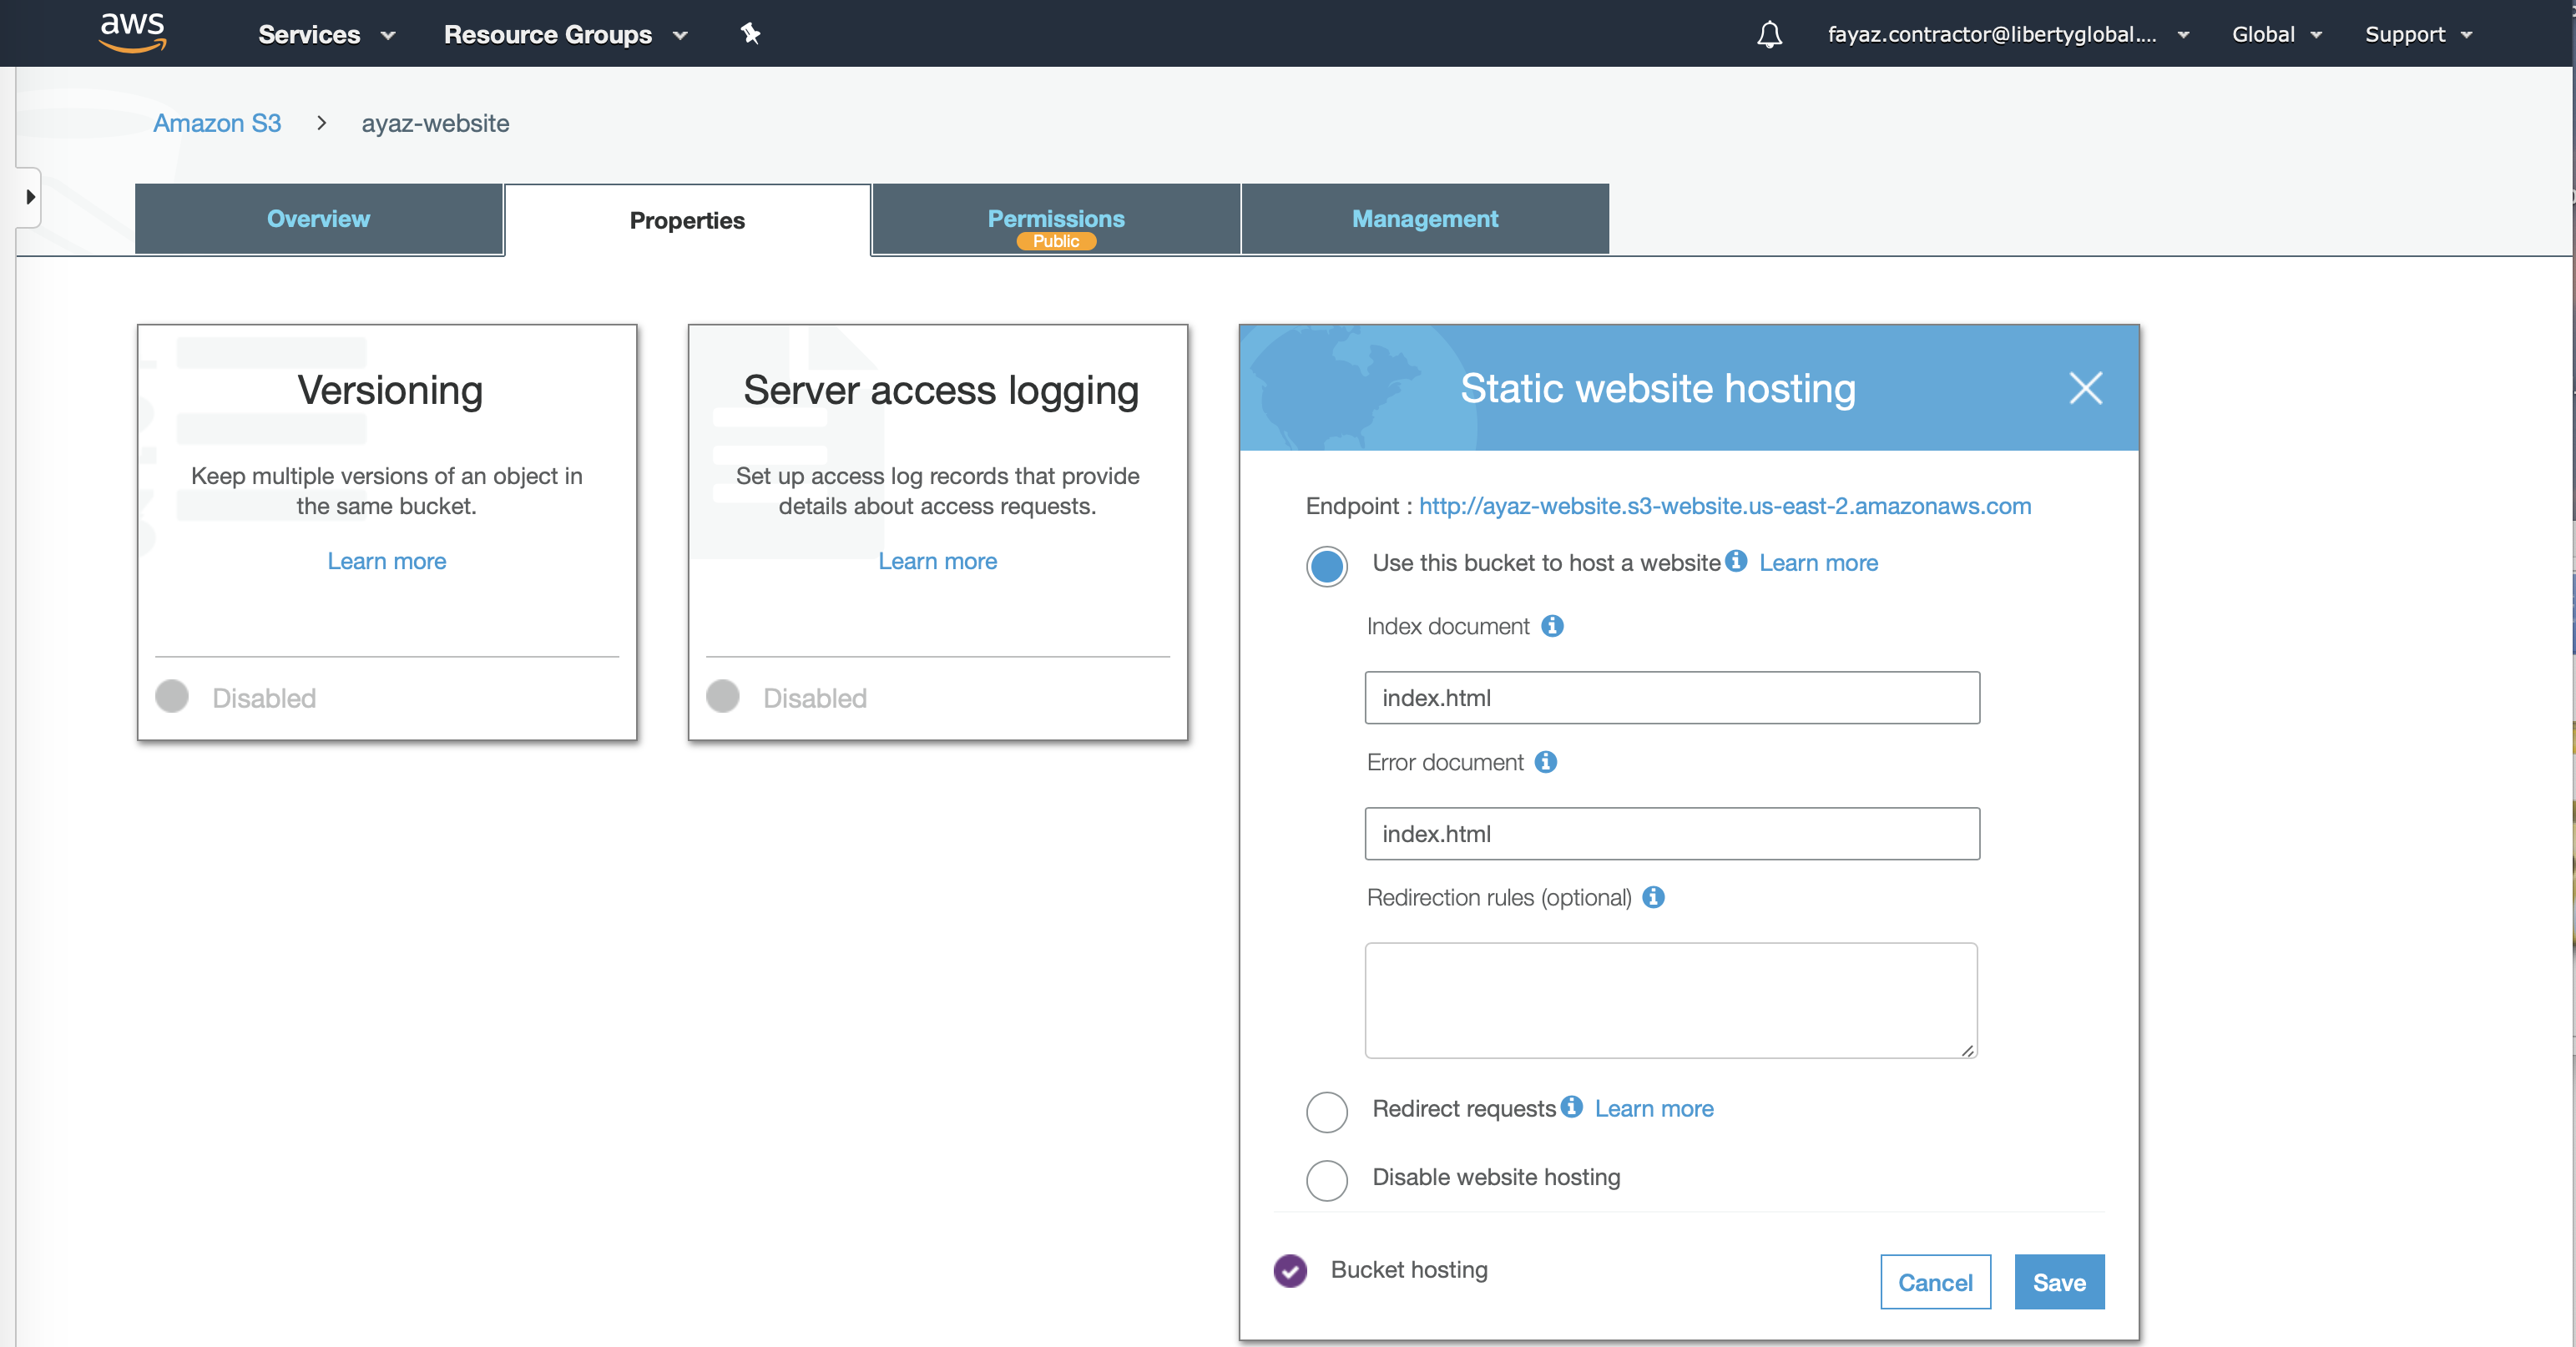 aws
Services
Resource Groups
fayaz.contractor@libertyglobal....
Global
Support
Amazon S3 > ayaz-website
Overview
Properties
Permissions
Public
Management
Versioning
Keep multiple versions of an object in
the same bucket.
Learn more
Disabled
Server access logging
Set up access log records that provide
details about access requests.
Learn more
Disabled
Static website hosting
Endpoint : http://ayaz-website.s3-website.us-east-2.amazonaws.com
Use this bucket to host a website Learn more
Index document
index.html
Error document
index.html
Redirection rules (optional)
Redirect requests Learn more
Disable website hosting
Bucket hosting
Cancel
Save